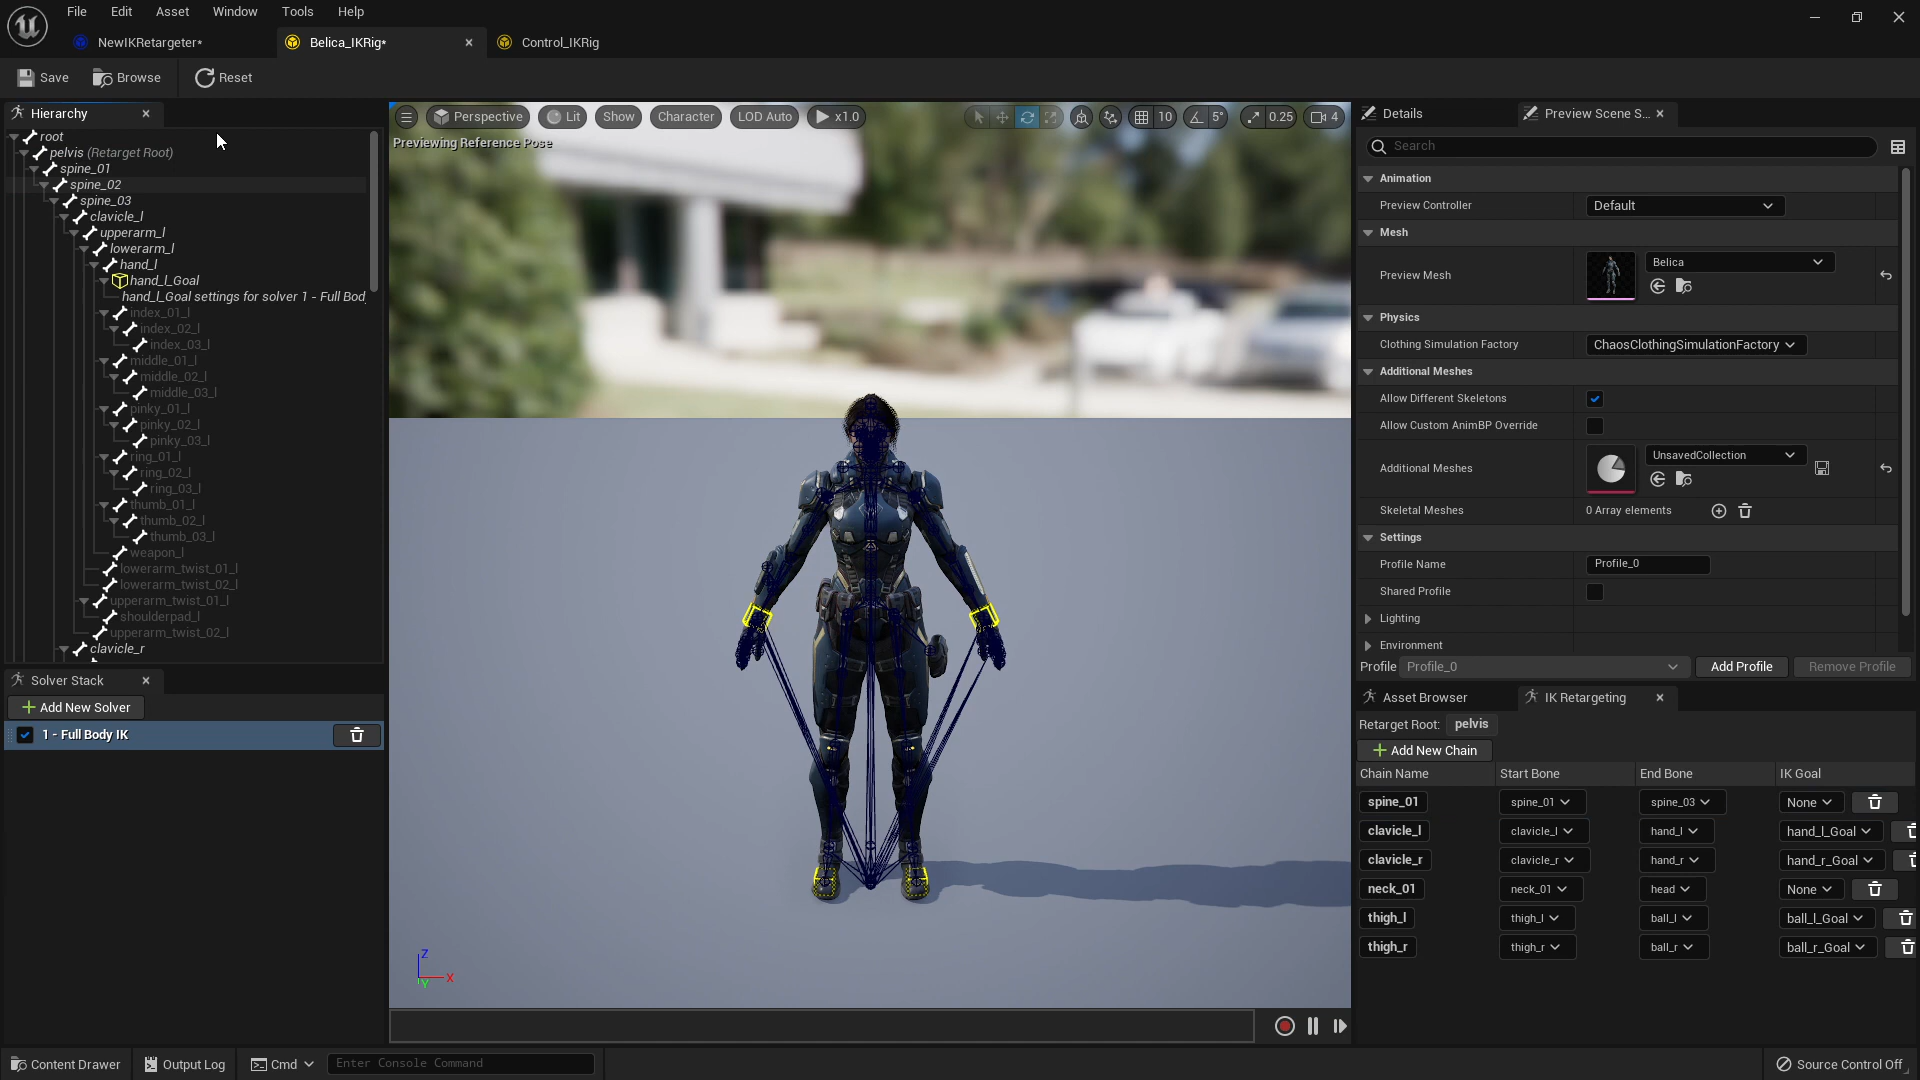 File Edit Asset Window Tools Help
NewIKRetargeter* Belica_IKRig* Control_IKRig
Save Browse Reset
Hierarchy
root
pelvis (Retarget Root)
spine_01
spine_02
spine_03
clavicle_l
upperarm_l
lowerarm_l
hand_l
hand_l_Goal
hand_l_Goal settings for solver 1 - Full Bod
index_01_l
index_02_l
index_03_l
middle_01_l
middle_02_l
middle_03_l
pinky_01_l
pinky_02_l
pinky_03_l
ring_01_l
ring_02_l
ring_03_l
thumb_01_l
thumb_02_l
thumb_03_l
weapon_l
lowerarm_twist_01_l
lowerarm_twist_02_l
upperarm_twist_01_l
shoulderpad_l
upperarm_twist_02_l
clavicle_r
Solver Stack
Add New Solver
1 - Full Body IK
Perspective Lit Show Character LOD Auto x1.0 10 5° 0.25 4
Previewing Reference Pose
Z
X
Y
Details Preview Scene S...
Search
Animation
Preview Controller Default
Mesh
Preview Mesh Belica
Physics
Clothing Simulation Factory ChaosClothingSimulationFactory
Additional Meshes
Allow Different Skeletons
Allow Custom AnimBP Override
Additional Meshes UnsavedCollection
Skeletal Meshes 0 Array elements
Settings
Profile Name Profile_0
Shared Profile
Lighting
Environment
Profile Profile_0 Add Profile Remove Profile
Asset Browser IK Retargeting
Retarget Root: pelvis
Add New Chain
Chain Name Start Bone End Bone IK Goal
spine_01 spine_01 spine_03 None
clavicle_l clavicle_l hand_l hand_l_Goal
clavicle_r clavicle_r hand_r hand_r_Goal
neck_01 neck_01 head None
thigh_l thigh_l ball_l ball_l_Goal
thigh_r thigh_r ball_r ball_r_Goal
Content Drawer Output Log Cmd Enter Console Command Source Control Off